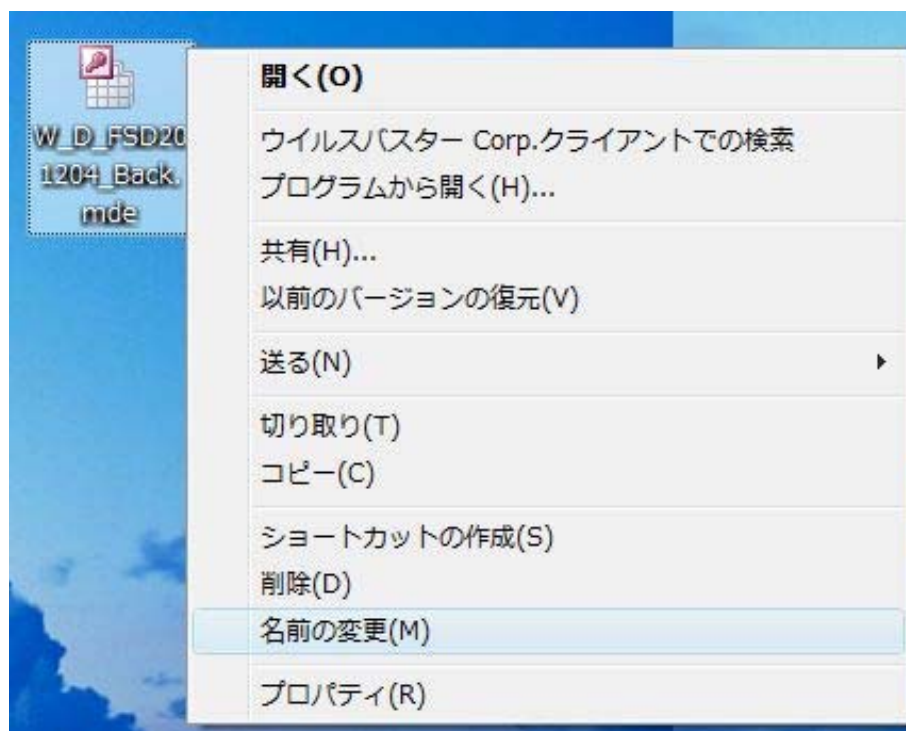 W_D_FSD20
1204_Back.
mde
開く(O)
ウイルスバスター Corp.クライアントでの検索
プログラムから開く(H)...
共有(H)...
以前のバージョンの復元(V)
送る(N)
切り取り(T)
コピー(C)
ショートカットの作成(S)
削除(D)
名前の変更(M)
プロパティ(R)